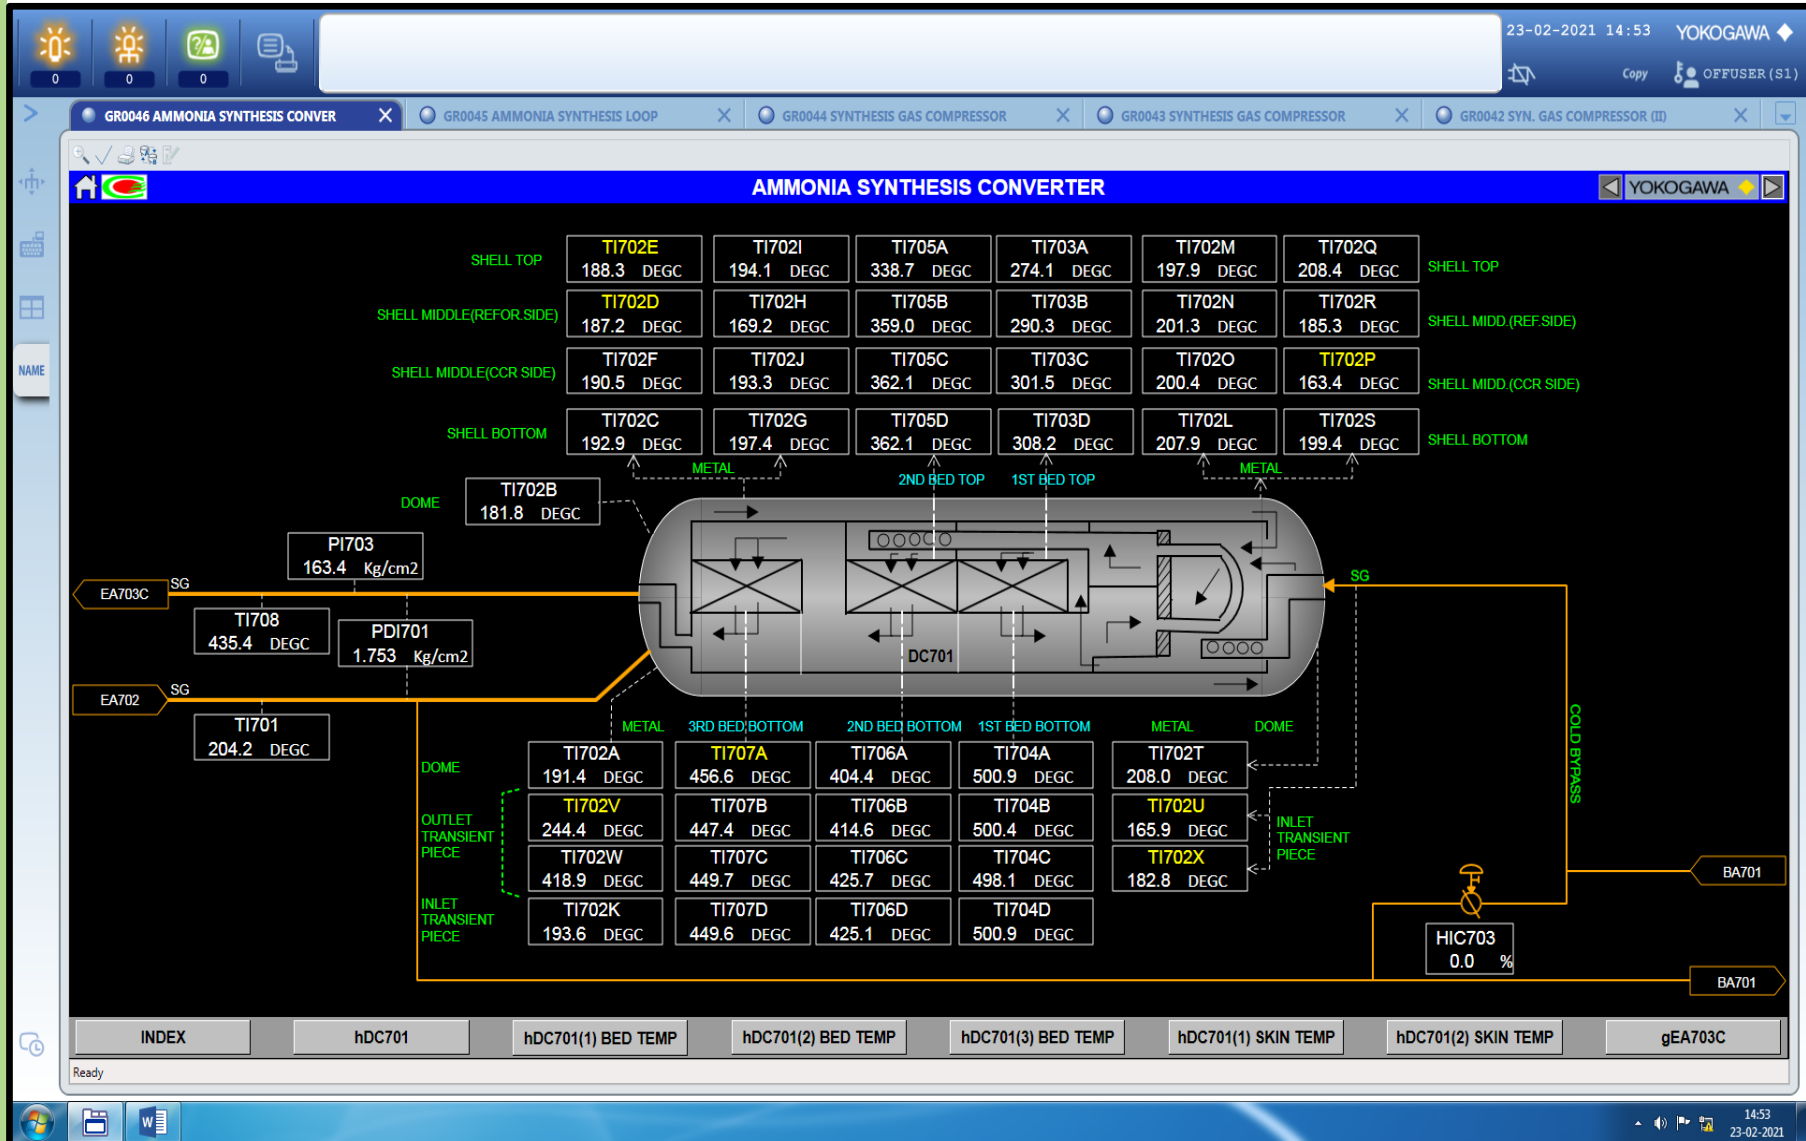 23-02-2021 14:53 YOKOGAWA
0 0 0
Copy OFFUSER(S1)
GR0046 AMMONIA SYNTHESIS CONVER GR0045 AMMONIA SYNTHESIS LOOP GR0044 SYNTHESIS GAS COMPRESSOR GR0043 SYNTHESIS GAS COMPRESSOR GR0042 SYN. GAS COMPRESSOR (II)
AMMONIA SYNTHESIS CONVERTER
YOKOGAWA
NAME
TI702E TI702I TI705A TI703A TI702M TI702Q
SHELL TOP 188.3 DEGC 194.1 DEGC 338.7 DEGC 274.1 DEGC 197.9 DEGC 208.4 DEGC SHELL TOP
TI702D TI702H TI705B TI703B TI702N TI702R
SHELL MIDDLE(REFOR.SIDE) 187.2 DEGC 169.2 DEGC 359.0 DEGC 290.3 DEGC 201.3 DEGC 185.3 DEGC SHELL MIDD.(REF.SIDE)
TI702F TI702J TI705C TI703C TI702O TI702P
SHELL MIDDLE(CCR SIDE) 190.5 DEGC 193.3 DEGC 362.1 DEGC 301.5 DEGC 200.4 DEGC 163.4 DEGC SHELL MIDD.(CCR SIDE)
TI702C TI702G TI705D TI703D TI702L TI702S
SHELL BOTTOM 192.9 DEGC 197.4 DEGC 362.1 DEGC 308.2 DEGC 207.9 DEGC 199.4 DEGC SHELL BOTTOM
METAL 2ND BED TOP 1ST BED TOP METAL
DOME TI702B
181.8 DEGC
PI703
163.4 Kg/cm2
EA703C SG
TI708
435.4 DEGC
PDI701
1.753 Kg/cm2
EA702 SG
TI701
204.2 DEGC
DC701
SG
COLD BYPASS
METAL 3RD BED BOTTOM 2ND BED BOTTOM 1ST BED BOTTOM METAL DOME
TI702A TI707A TI706A TI704A TI702T
DOME 191.4 DEGC 456.6 DEGC 404.4 DEGC 500.9 DEGC 208.0 DEGC
TI702V TI707B TI706B TI704B TI702U
244.4 DEGC 447.4 DEGC 414.6 DEGC 500.4 DEGC 165.9 DEGC
OUTLET
TRANSIENT
PIECE
INLET
TRANSIENT
PIECE
TI702W TI707C TI706C TI704C TI702X
418.9 DEGC 449.7 DEGC 425.7 DEGC 498.1 DEGC 182.8 DEGC
INLET
TRANSIENT
PIECE
TI702K TI707D TI706D TI704D
193.6 DEGC 449.6 DEGC 425.1 DEGC 500.9 DEGC
BA701
HIC703
0.0 %
BA701
INDEX hDC701 hDC701(1) BED TEMP hDC701(2) BED TEMP hDC701(3) BED TEMP hDC701(1) SKIN TEMP hDC701(2) SKIN TEMP gEA703C
Ready
14:53
23-02-2021